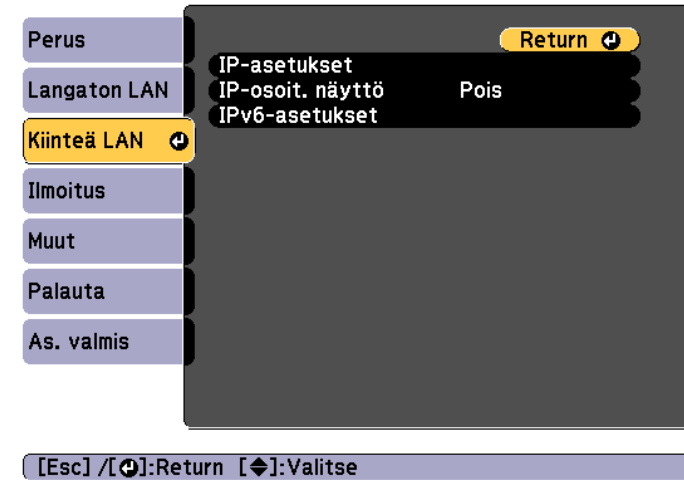 Perus
Langaton LAN
Kiinteä LAN
Ilmoitus
Muut
Palauta
As. valmis
Return
IP-asetukset
IP-osoit. näyttö Pois
IPv6-asetukset
[Esc] /[]:Return []:Valitse